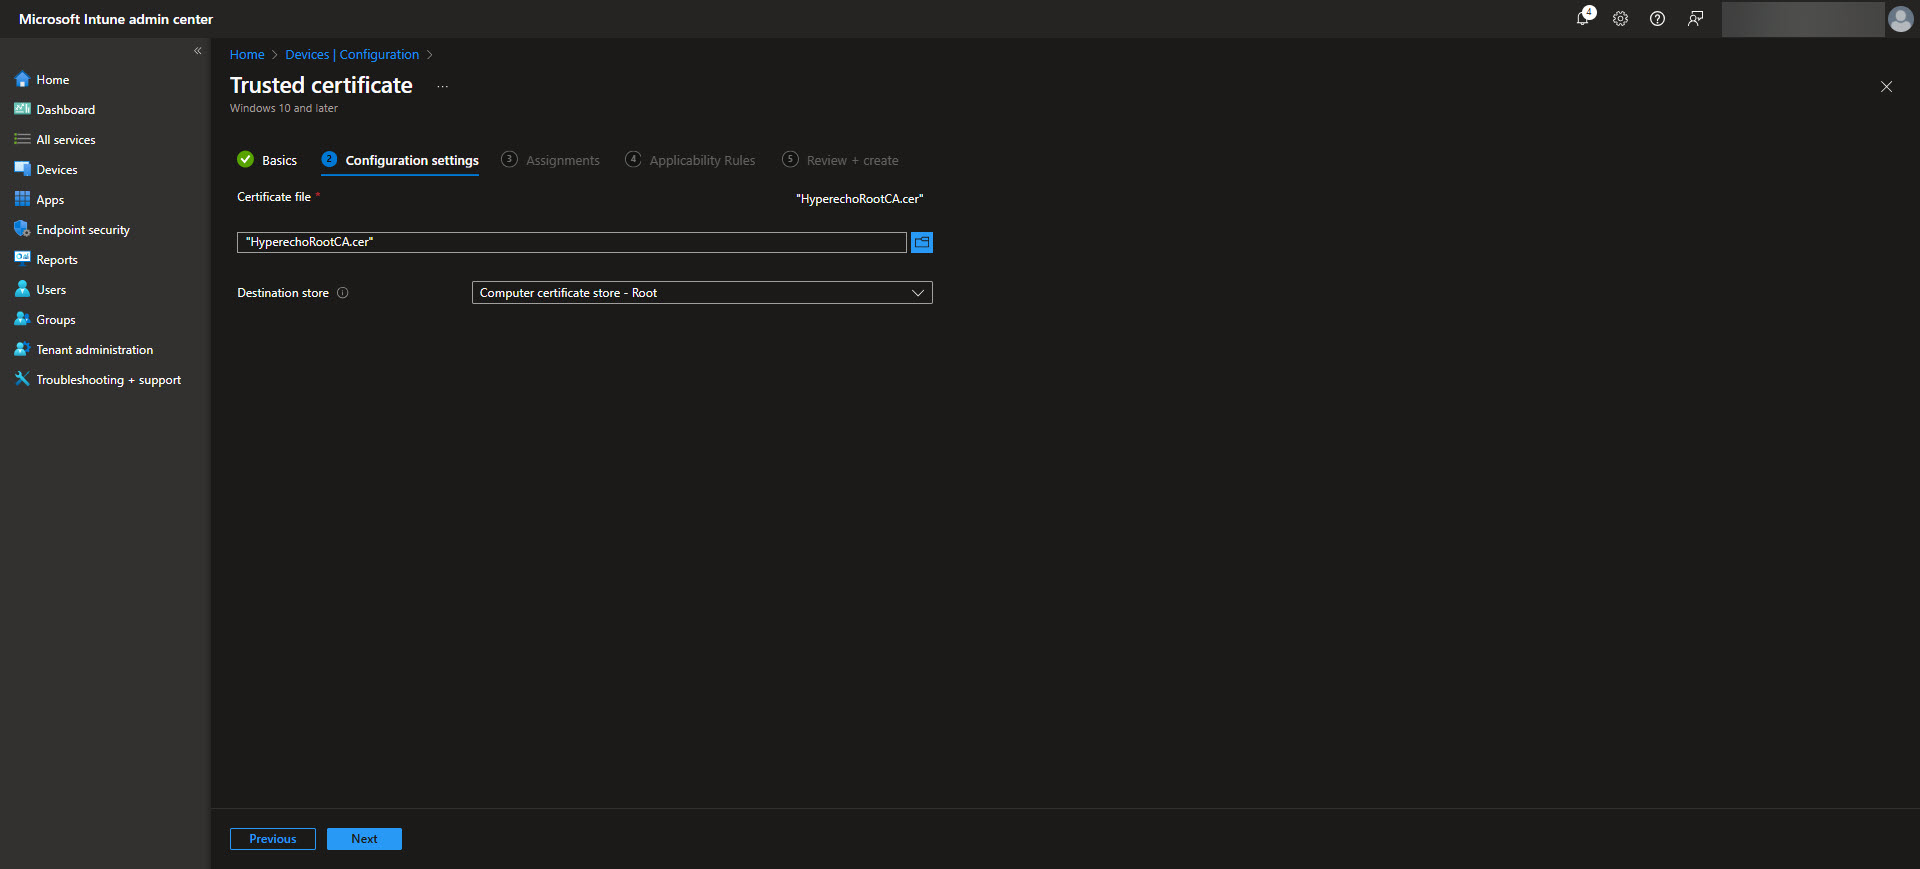 Microsoft Intune admin center
4
«
Home
Dashboard
All services
Devices
Apps
Endpoint security
Reports
Users
Groups
Tenant administration
Troubleshooting + support
Home > Devices | Configuration >
Trusted certificate ...
Windows 10 and later
Basics 2 Configuration settings 3 Assignments 4 Applicability Rules 5 Review + create
Certificate file * "HyperechoRootCA.cer"
"HyperechoRootCA.cer"
Destination store Computer certificate store - Root
Previous Next